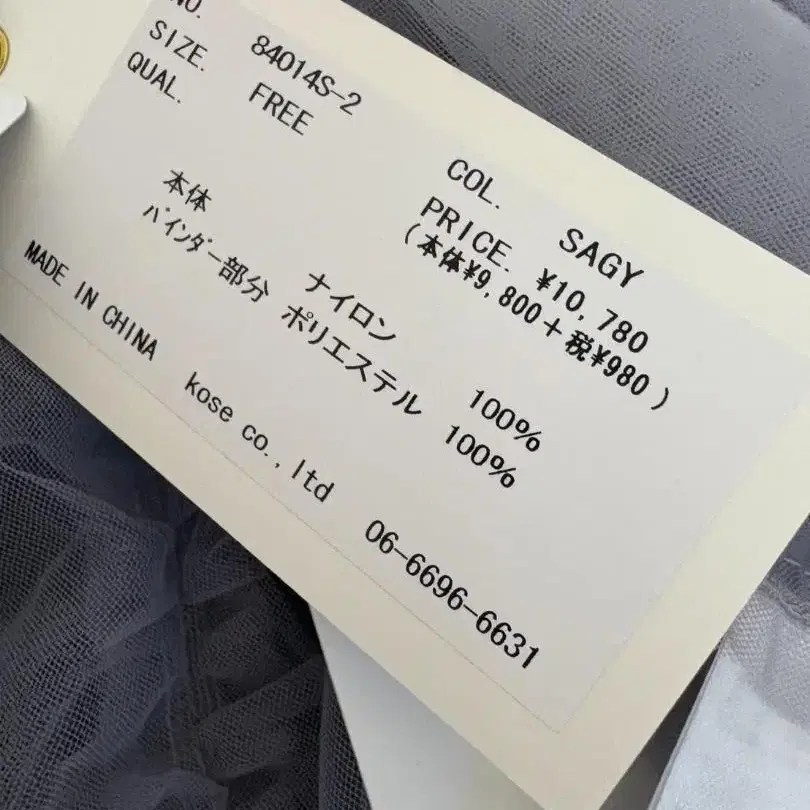 NO. 84014S-2
SIZE. FREE
QUAL.
COL. SAGY
PRICE. ¥10,780
(本体¥9,800+税¥980)
本体 ナイロン 100%
バインダー部分 ポリエステル 100%
MADE IN CHINA kose co.,ltd 06-6696-6631